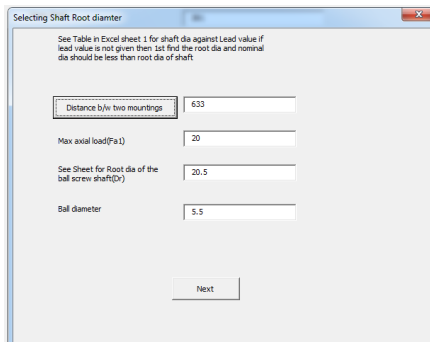 Selecting Shaft Root diamter
See Table in Excel sheet 1 for shaft dia against Lead value if
lead value is not given then 1st find the root dia and nominal
dia should be less than root dia of
shaft
Distance b/w two mountings
633
Max axial load(Fa1)
20
See Sheet for Root dia of the
ball screw shaft(Dr)
20.5
Ball diameter
5.5
Next